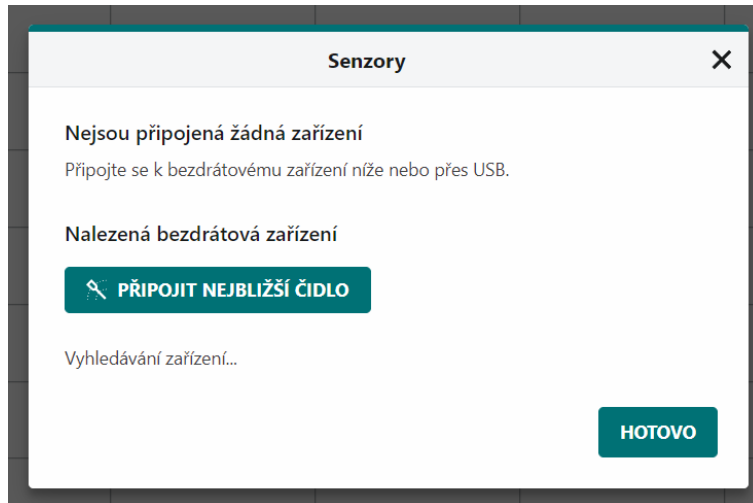 Senzory
Nejsou připojená žádná zařízení
Připojte se k bezdrátovému zařízení níže nebo přes USB.
Nalezená bezdrátová zařízení
PŘIPOJIT NEJBLIŽŠÍ ČIDLO
Vyhledávání zařízení...
HOTOVO